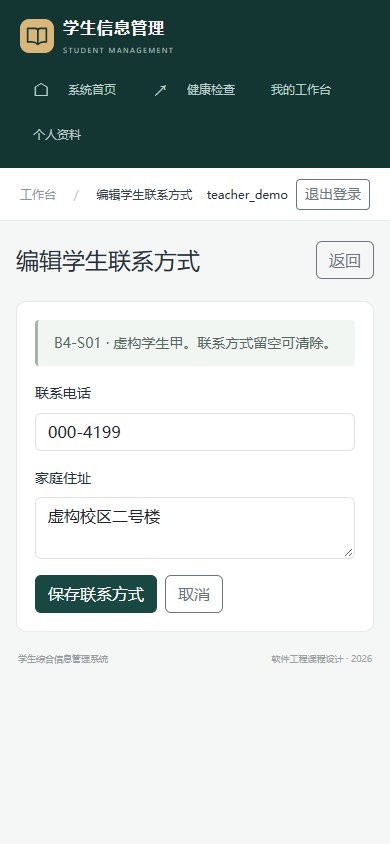 学生信息管理
STUDENT MANAGEMENT
系统首页
健康检查
我的工作台
个人资料
工作台 / 编辑学生联系方式 teacher_demo 退出登录
编辑学生联系方式 返回
B4-S01 · 虚构学生甲。联系方式留空可清除。
联系电话
000-4199
家庭住址
虚构校区二号楼
保存联系方式 取消
学生综合信息管理系统 软件工程课程设计 · 2026